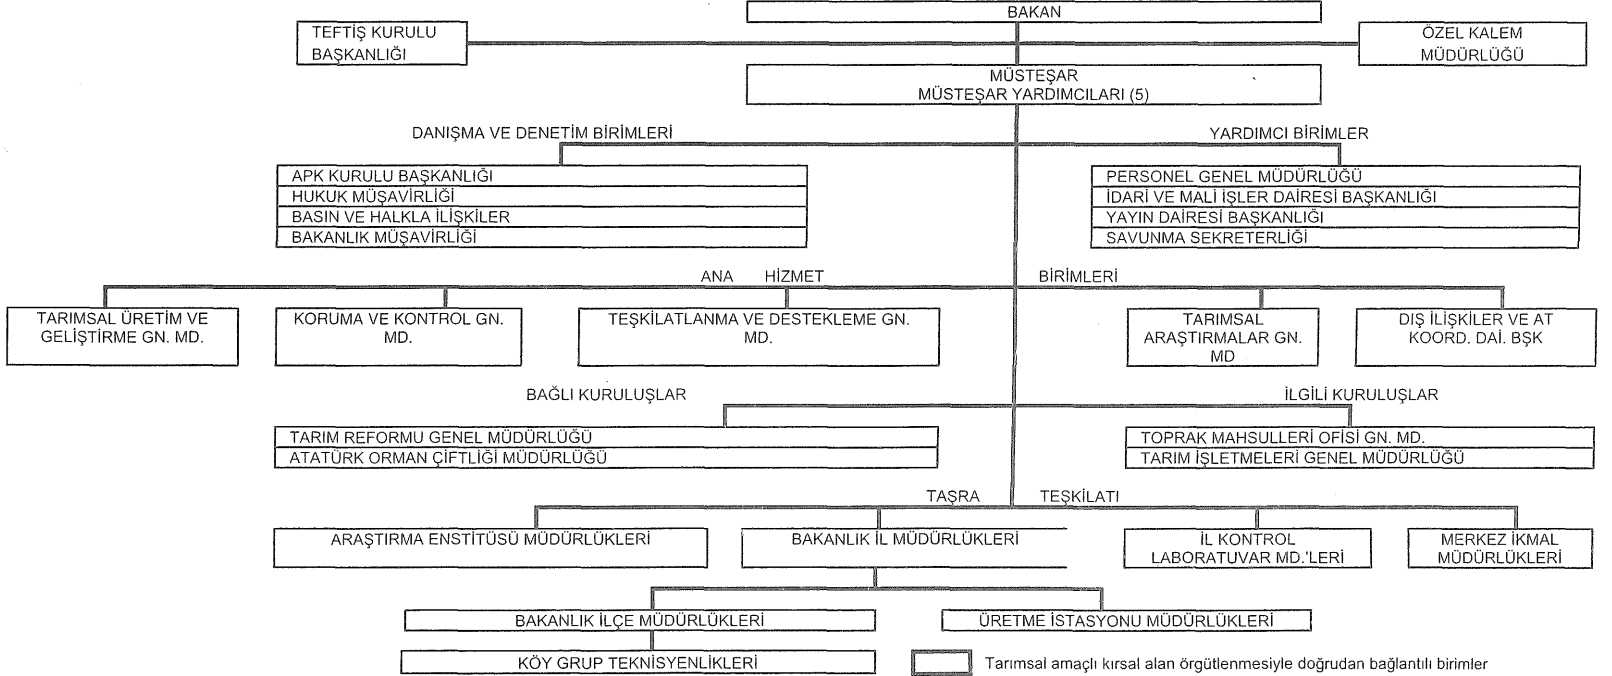 BAKAN
TEFTİŞ KURULU
BAŞKANLIĞI
ÖZEL KALEM
MÜDÜRLÜĞÜ
MÜSTEŞAR
MÜSTEŞAR YARDIMCILARI (5)
DANIŞMA VE DENETİM BİRİMLERİ
YARDIMCI BİRİMLER
APK KURULU BAŞKANLIĞI
HUKUK MÜŞAVİRLİĞİ
BASIN VE HALKLA İLİŞKİLER
BAKANLIK MÜŞAVİRLİĞİ
PERSONEL GENEL MÜDÜRLÜĞÜ
İDARİ VE MALİ İŞLER DAİRESİ BAŞKANLIĞI
YAYIN DAİRESİ BAŞKANLIĞI
SAVUNMA SEKRETERLİĞİ
ANA HİZMET BİRİMLERİ
TARIMSAL ÜRETİM VE
GELİŞTİRME GN. MD.
KORUMA VE KONTROL GN.
MD.
TEŞKİLATLANMA VE DESTEKLEME GN.
MD.
TARIMSAL
ARAŞTIRMALAR GN.
MD
DIŞ İLİŞKİLER VE AT
KOORD. DAİ. BŞK
BAĞLI KURULUŞLAR
İLGİLİ KURULUŞLAR
TARIM REFORMU GENEL MÜDÜRLÜĞÜ
ATATÜRK ORMAN ÇİFTLİĞİ MÜDÜRLÜĞÜ
TOPRAK MAHSULLERİ OFİSİ GN. MD.
TARIM İŞLETMELERİ GENEL MÜDÜRLÜĞÜ
TAŞRA TEŞKİLATI
ARAŞTIRMA ENSTİTÜSÜ MÜDÜRLÜKLERİ
BAKANLIK İL MÜDÜRLÜKLERİ
İL KONTROL
LABORATUVAR MD.'LERİ
MERKEZ İKMAL
MÜDÜRLÜKLERİ
BAKANLIK İLÇE MÜDÜRLÜKLERİ
ÜRETME İSTASYONU MÜDÜRLÜKLERİ
KÖY GRUP TEKNİSYENLİKLERİ
Tarımsal amaçlı kırsal alan örgütlenmesiyle doğrudan bağlantılı birimler